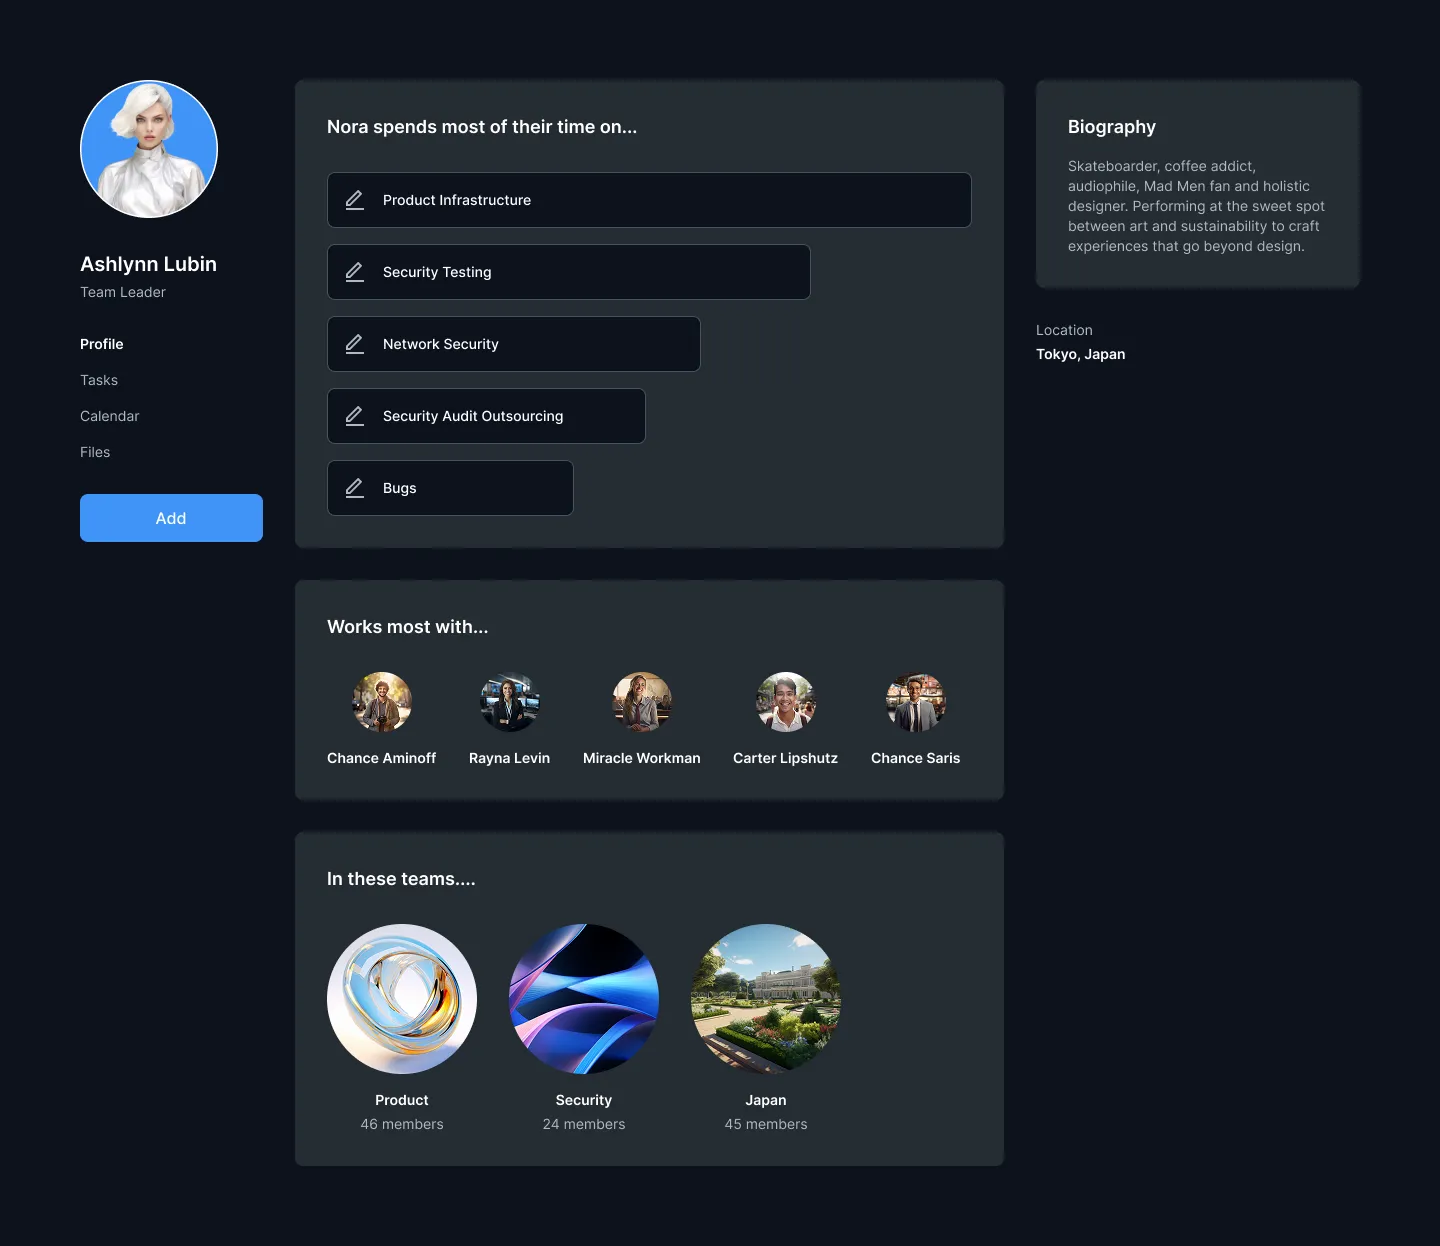 Ashlynn Lubin
Team Leader
Profile
Tasks
Calendar
Files
Add
Nora spends most of their time on...
Product Infrastructure
Security Testing
Network Security
Security Audit Outsourcing
Bugs
Works most with...
Chance Aminoff
Rayna Levin
Miracle Workman
Carter Lipshutz
Chance Saris
In these teams....
Product
46 members
Security
24 members
Japan
45 members
Biography
Skateboarder, coffee addict,
audiophile, Mad Men fan and holistic
designer. Performing at the sweet spot
between art and sustainability to craft
experiences that go beyond design.
Location
Tokyo, Japan